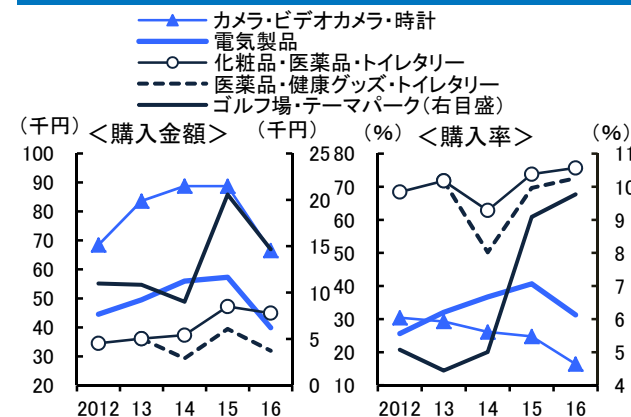 カメラ・ビデオカメラ・時計
電気製品
化粧品・医薬品・トイレタリー
医薬品・健康グッズ・トイレタリー
ゴルフ場・テーマパーク(右目盛)
(千円) <購入金額> (千円) (%) <購入率> (%)
100 25 80 11
90 20 70 10
80 15 60 9
70 10 50 8
60 5 40 7
50 0 30 6
40 20 5
30 10 4
20
2012 13 14 15 16 2012 13 14 15 16